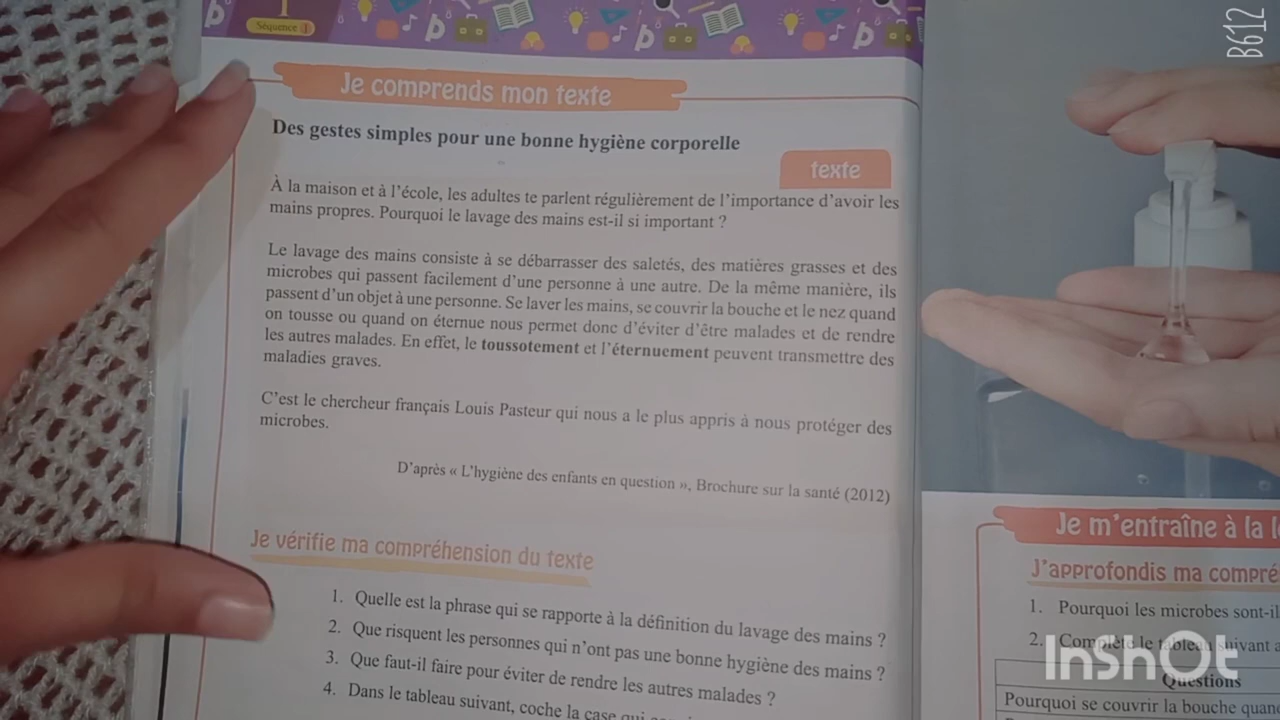 1
Séquence 1
B612
Je comprends mon texte
Des gestes simples pour une bonne hygiène corporelle
texte
À la maison et à l'école, les adultes te parlent régulièrement de l'importance d'avoir les
mains propres. Pourquoi le lavage des mains est-il si important ?
Le lavage des mains consiste à se débarrasser des saletés, des matières grasses et des
microbes qui passent facilement d'une personne à une autre. De la même manière, ils
passent d'un objet à une personne. Se laver les mains, se couvrir la bouche et le nez quand
on tousse ou quand on éternue nous permet donc d'éviter d'être malades et de rendre
les autres malades. En effet, le toussotement et l'éternuement peuvent transmettre des
maladies graves.
C'est le chercheur français Louis Pasteur qui nous a le plus appris à nous protéger des
microbes.
D'après « L'hygiène des enfants en question », Brochure sur la santé (2012)
Je vérifie ma compréhension du texte
1. Quelle est la phrase qui se rapporte à la définition du lavage des mains ?
2. Que risquent les personnes qui n'ont pas une bonne hygiène des mains ?
3. Que faut-il faire pour éviter de rendre les autres malades ?
4. Dans le tableau suivant, coche la case qui
Je m'entraîne à la l
J'approfondis ma compré
1. Pourquoi les microbes sont-il
2. Complète le tableau suivant a
Questions
Pourquoi se couvrir la bouche quan
InShOt